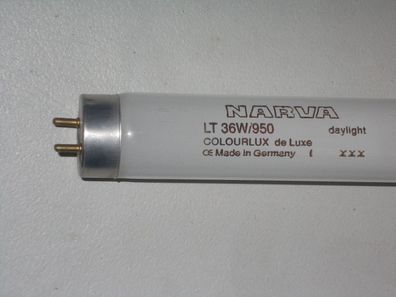 NARVA
LT 36W/950 daylight
COLOURLUX de Luxe
CE Made in Germany